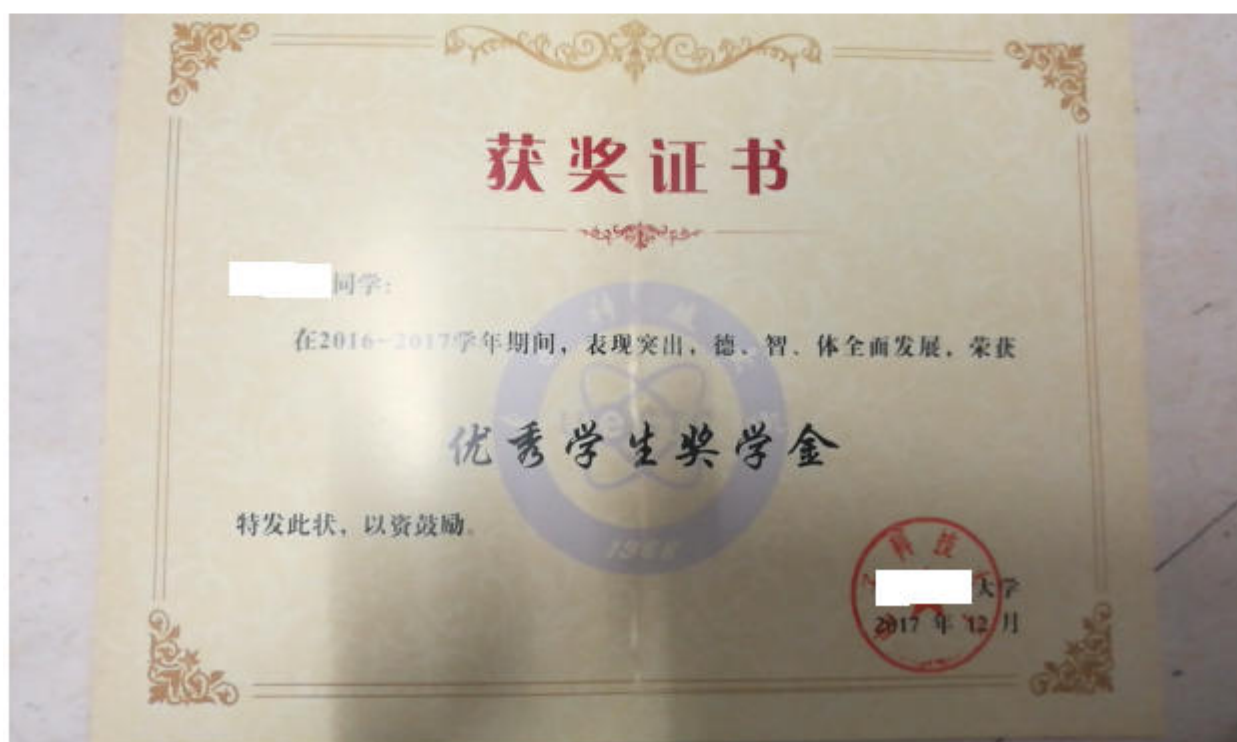 获奖证书
同学：
在2016-2017学年期间，表现突出，德、智、体全面发展，荣获
优秀学生奖学金
特发此状，以资鼓励。
科技
大学
2017 年 12 月